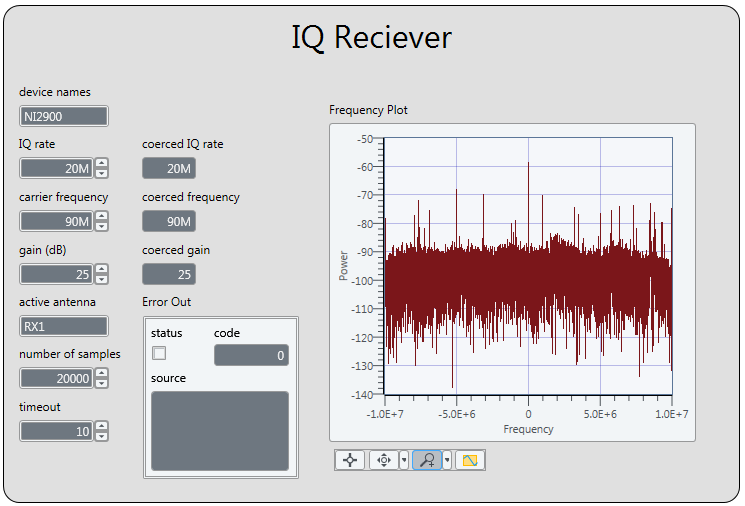 IQ Reciever
device names
NI2900
IQ rate
20M
coerced IQ rate
20M
carrier frequency
90M
coerced frequency
90M
gain (dB)
25
coerced gain
25
active antenna
RX1
number of samples
20000
timeout
10
Error Out
status
code
0
source
Frequency Plot
Power
-50
-60
-70
-80
-90
-100
-110
-120
-130
-140
-1.0E+7
-5.0E+6
0
5.0E+6
1.0E+7
Frequency